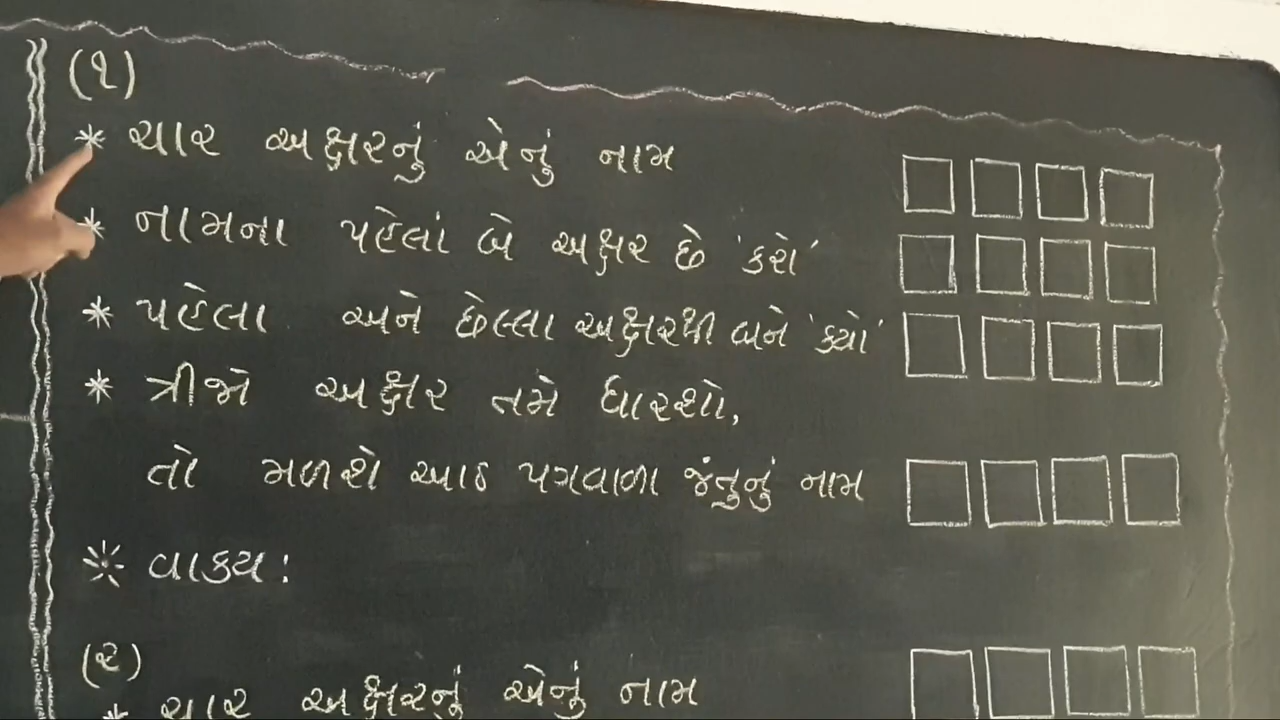 (૧)
* ચાર અક્ષરનું એનું નામ
* નામના પહેલાં બે અક્ષર છે 'કરો'
* પહેલા અને છેલ્લા અક્ષરથી બને 'ક્યો'
* ત્રીજો અક્ષર તમે ધારશો,
તો મળશે આઠ પગવાળા જંતુનું નામ
* વાક્ય :
(૨)
* ચાર અક્ષરનું એનું નામ